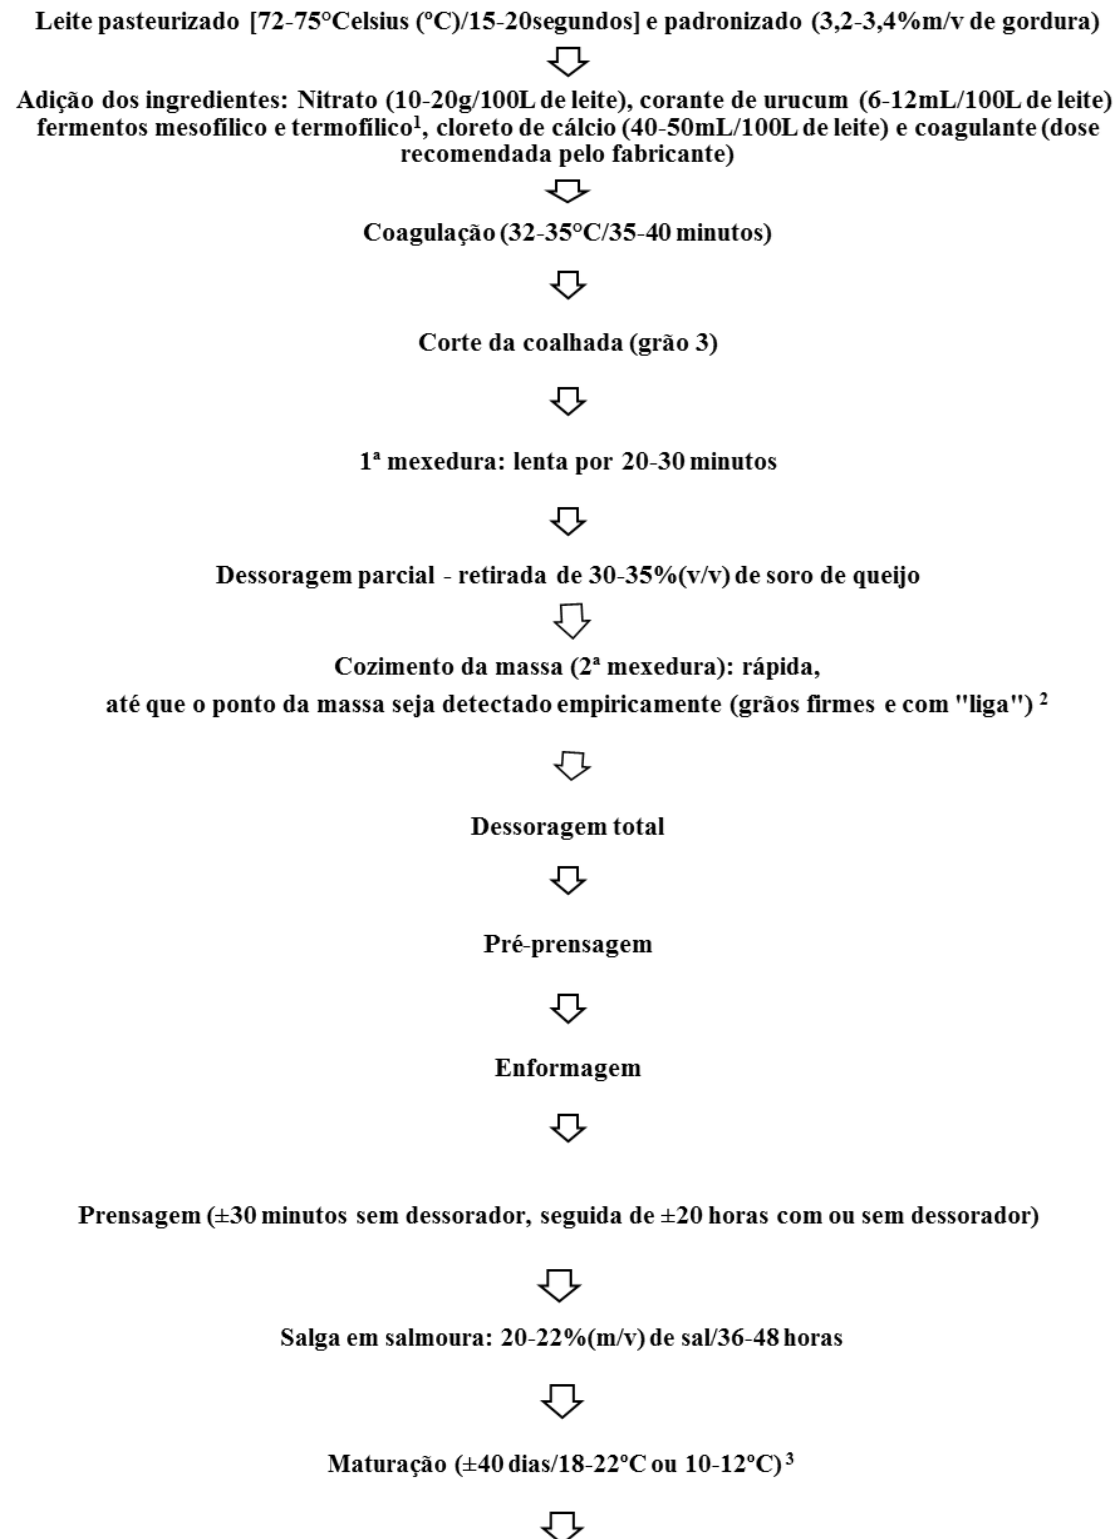 Leite pasteurizado [72-75°Celsius (ºC)/15-20segundos] e padronizado (3,2-3,4%m/v de gordura)
Adição dos ingredientes: Nitrato (10-20g/100L de leite), corante de urucum (6-12mL/100L de leite)
fermentos mesofílico e termofílico¹, cloreto de cálcio (40-50mL/100L de leite) e coagulante (dose
recomendada pelo fabricante)
Coagulação (32-35°C/35-40 minutos)
Corte da coalhada (grão 3)
1ª mexedura: lenta por 20-30 minutos
Dessoragem parcial - retirada de 30-35%(v/v) de soro de queijo
Cozimento da massa (2ª mexedura): rápida,
até que o ponto da massa seja detectado empiricamente (grãos firmes e com "liga") ²
Dessoragem total
Pré-prensagem
Enformagem
Prensagem (±30 minutos sem dessorador, seguida de ±20 horas com ou sem dessorador)
Salga em salmoura: 20-22%(m/v) de sal/36-48 horas
Maturação (±40 dias/18-22ºC ou 10-12ºC) ³